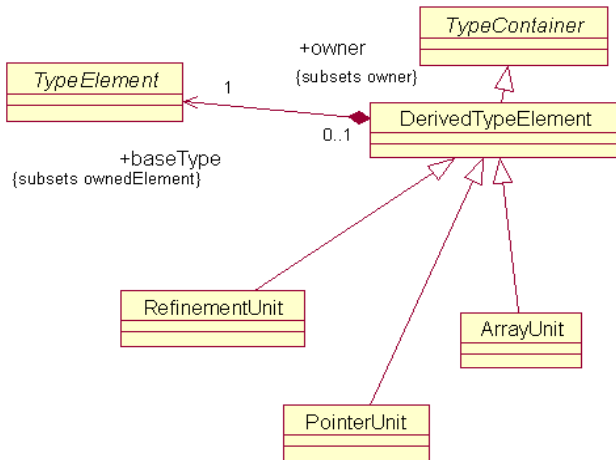 TypeContainer
+owner
TypeElement
1
{subsets owner}
DerivedTypeElement
0..1
+baseType
{subsets ownedElement}
RefinementUnit
ArrayUnit
PointerUnit